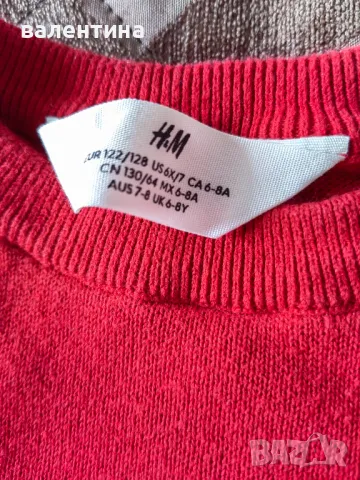 валентина
H&M
EUR 122/128 US 6X/7 CA 6-8A
CN 130/64 MX 6-8A
AUS 7-8 UK 6-8Y
BAZAR